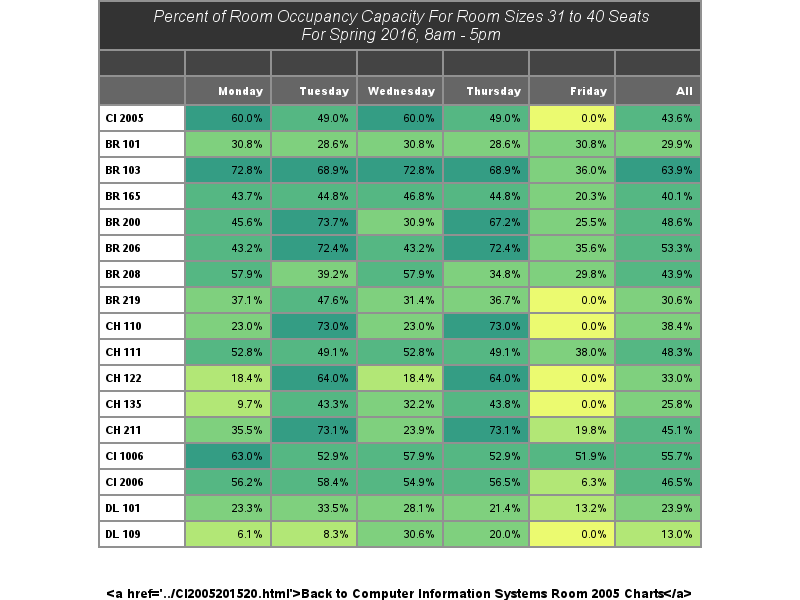 Percent of Room Occupancy Capacity For Room Sizes 31 to 40 Seats
For Spring 2016, 8am - 5pm
Monday Tuesday Wednesday Thursday Friday All
CI 2005 60.0% 49.0% 60.0% 49.0% 0.0% 43.6%
BR 101 30.8% 28.6% 30.8% 28.6% 30.8% 29.9%
BR 103 72.8% 68.9% 72.8% 68.9% 36.0% 63.9%
BR 165 43.7% 44.8% 46.8% 44.8% 20.3% 40.1%
BR 200 45.6% 73.7% 30.9% 67.2% 25.5% 48.6%
BR 206 43.2% 72.4% 43.2% 72.4% 35.6% 53.3%
BR 208 57.9% 39.2% 57.9% 34.8% 29.8% 43.9%
BR 219 37.1% 47.6% 31.4% 36.7% 0.0% 30.6%
CH 110 23.0% 73.0% 23.0% 73.0% 0.0% 38.4%
CH 111 52.8% 49.1% 52.8% 49.1% 38.0% 48.3%
CH 122 18.4% 64.0% 18.4% 64.0% 0.0% 33.0%
CH 135 9.7% 43.3% 32.2% 43.8% 0.0% 25.8%
CH 211 35.5% 73.1% 23.9% 73.1% 19.8% 45.1%
CI 1006 63.0% 52.9% 57.9% 52.9% 51.9% 55.7%
CI 2006 56.2% 58.4% 54.9% 56.5% 6.3% 46.5%
DL 101 23.3% 33.5% 28.1% 21.4% 13.2% 23.9%
DL 109 6.1% 8.3% 30.6% 20.0% 0.0% 13.0%
<a href='../CI2005201520.html'>Back to Computer Information Systems Room 2005 Charts</a>